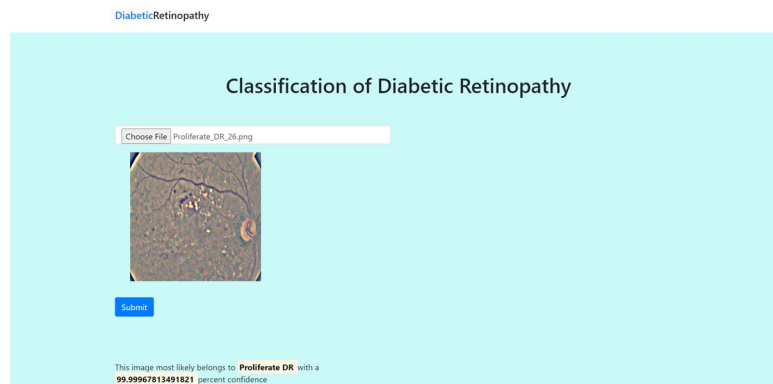 DiabeticRetinopathy
Classification of Diabetic Retinopathy
Choose File Proliferate_DR_26.png
Submit
This image most likely belongs to Proliferate DR with a
99.99967813491821 percent confidence